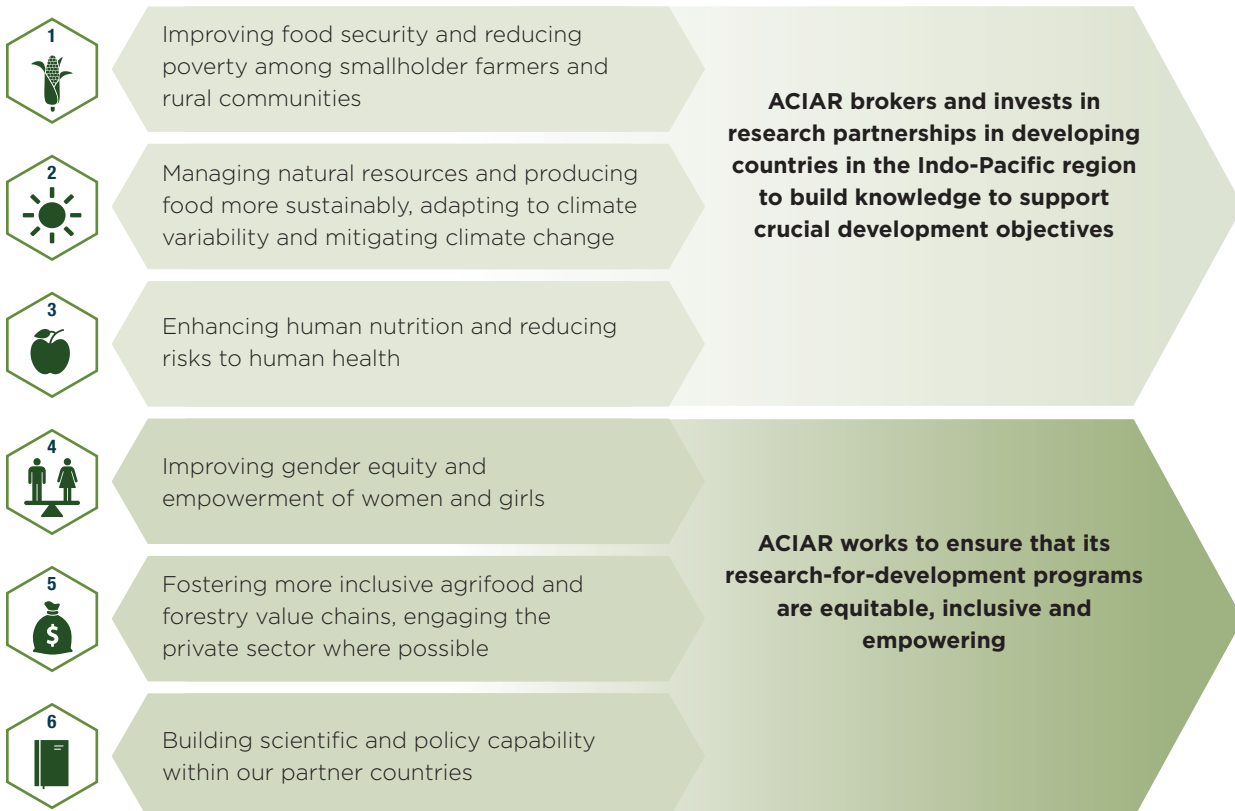 1
Improving food security and reducing
poverty among smallholder farmers and
rural communities
2
Managing natural resources and producing
food more sustainably, adapting to climate
variability and mitigating climate change
3
Enhancing human nutrition and reducing
risks to human health
ACIAR brokers and invests in
research partnerships in developing
countries in the Indo-Pacific region
to build knowledge to support
crucial development objectives
4
Improving gender equity and
empowerment of women and girls
5
$
Fostering more inclusive agrifood and
forestry value chains, engaging the
private sector where possible
6
Building scientific and policy capability
within our partner countries
ACIAR works to ensure that its
research-for-development programs
are equitable, inclusive and
empowering